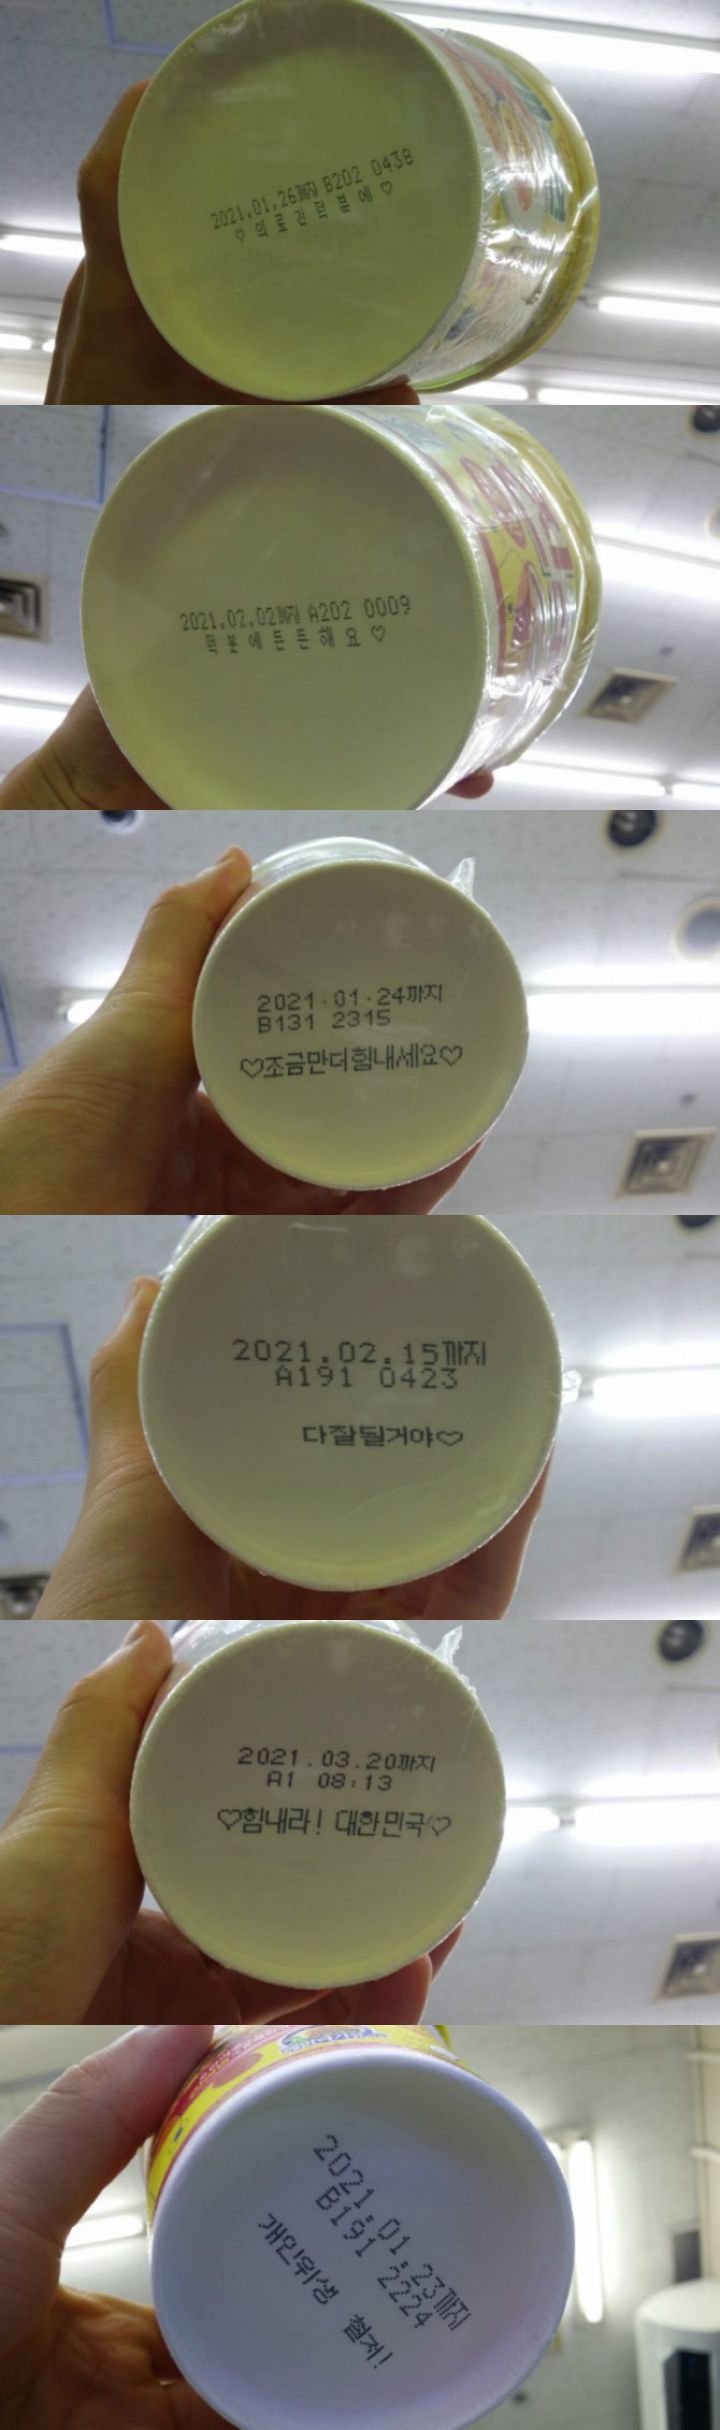 2021.01.26까지 B202 0438
♡의료진덕분에♡
2021.02.02까지 A202 0009
덕분에든든해요♡
2021.01.24까지
B131 2315
♡조금만더힘내세요♡
2021.02.15까지
A191 0423
다잘될거야♡
2021.03.20까지
A1 08:13
♡힘내라! 대한민국♡
2021.01.23까지
B191 2224
개인위생 철저!